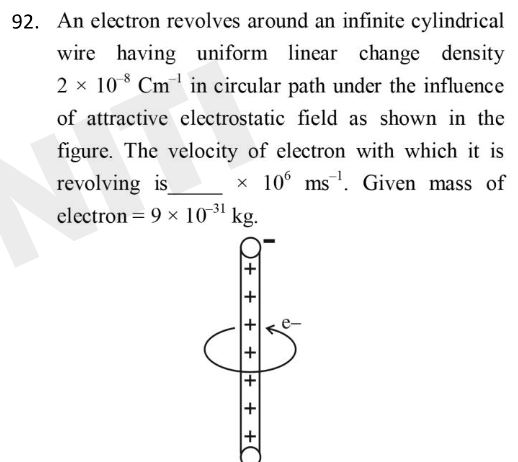 92. An electron revolves around an infinite cylindrical
wire having uniform linear change density
2 × 10⁻⁸ Cm⁻¹ in circular path under the influence
of attractive electrostatic field as shown in the
figure. The velocity of electron with which it is
revolving is______ × 10⁶ ms⁻¹. Given mass of
electron = 9 × 10⁻³¹ kg.
−
+
+
+ e−
+
+
+
+
NITI